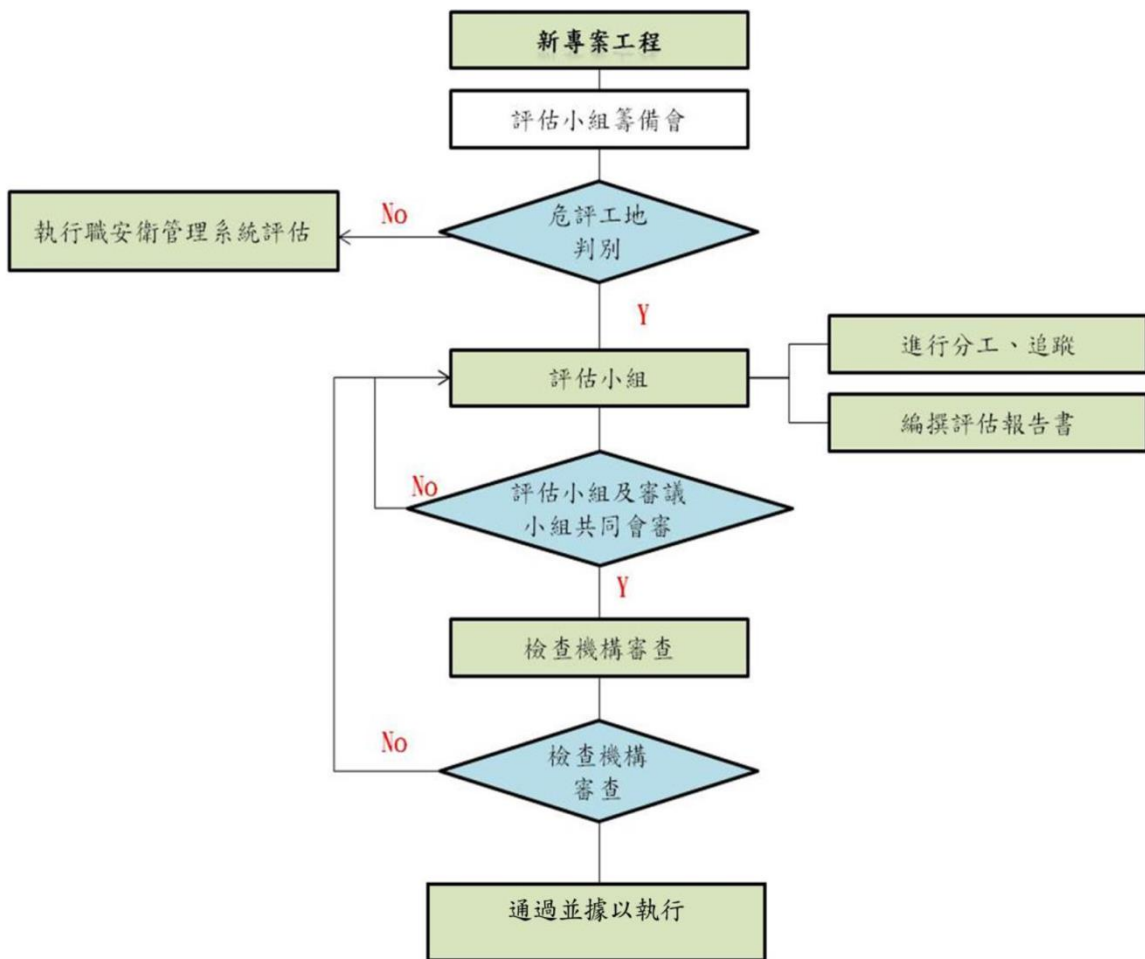 新專案工程
評估小組籌備會
No
危評工地
判別
執行職安衛管理系統評估
Y
進行分工、追蹤
評估小組
編撰評估報告書
No
評估小組及審議
小組共同會審
Y
檢查機構審查
No
檢查機構
審查
通過並據以執行